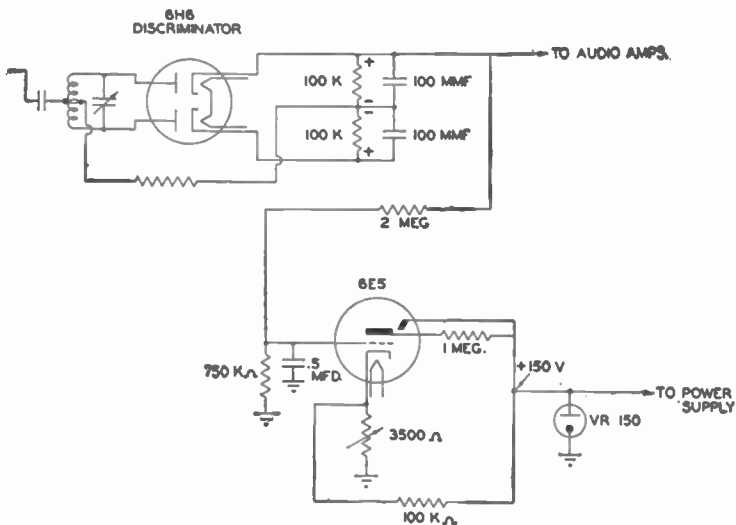 6H6
DISCRIMINATOR
TO AUDIO AMPS.
100 K
+
100 MMF
-
-
100 K
100 MMF
+
2 MEG
6E5
1 MEG.
+150 V
750 KΩ
.5
MFD.
TO POWER
SUPPLY
VR 150
3500 Ω
100 KΩ